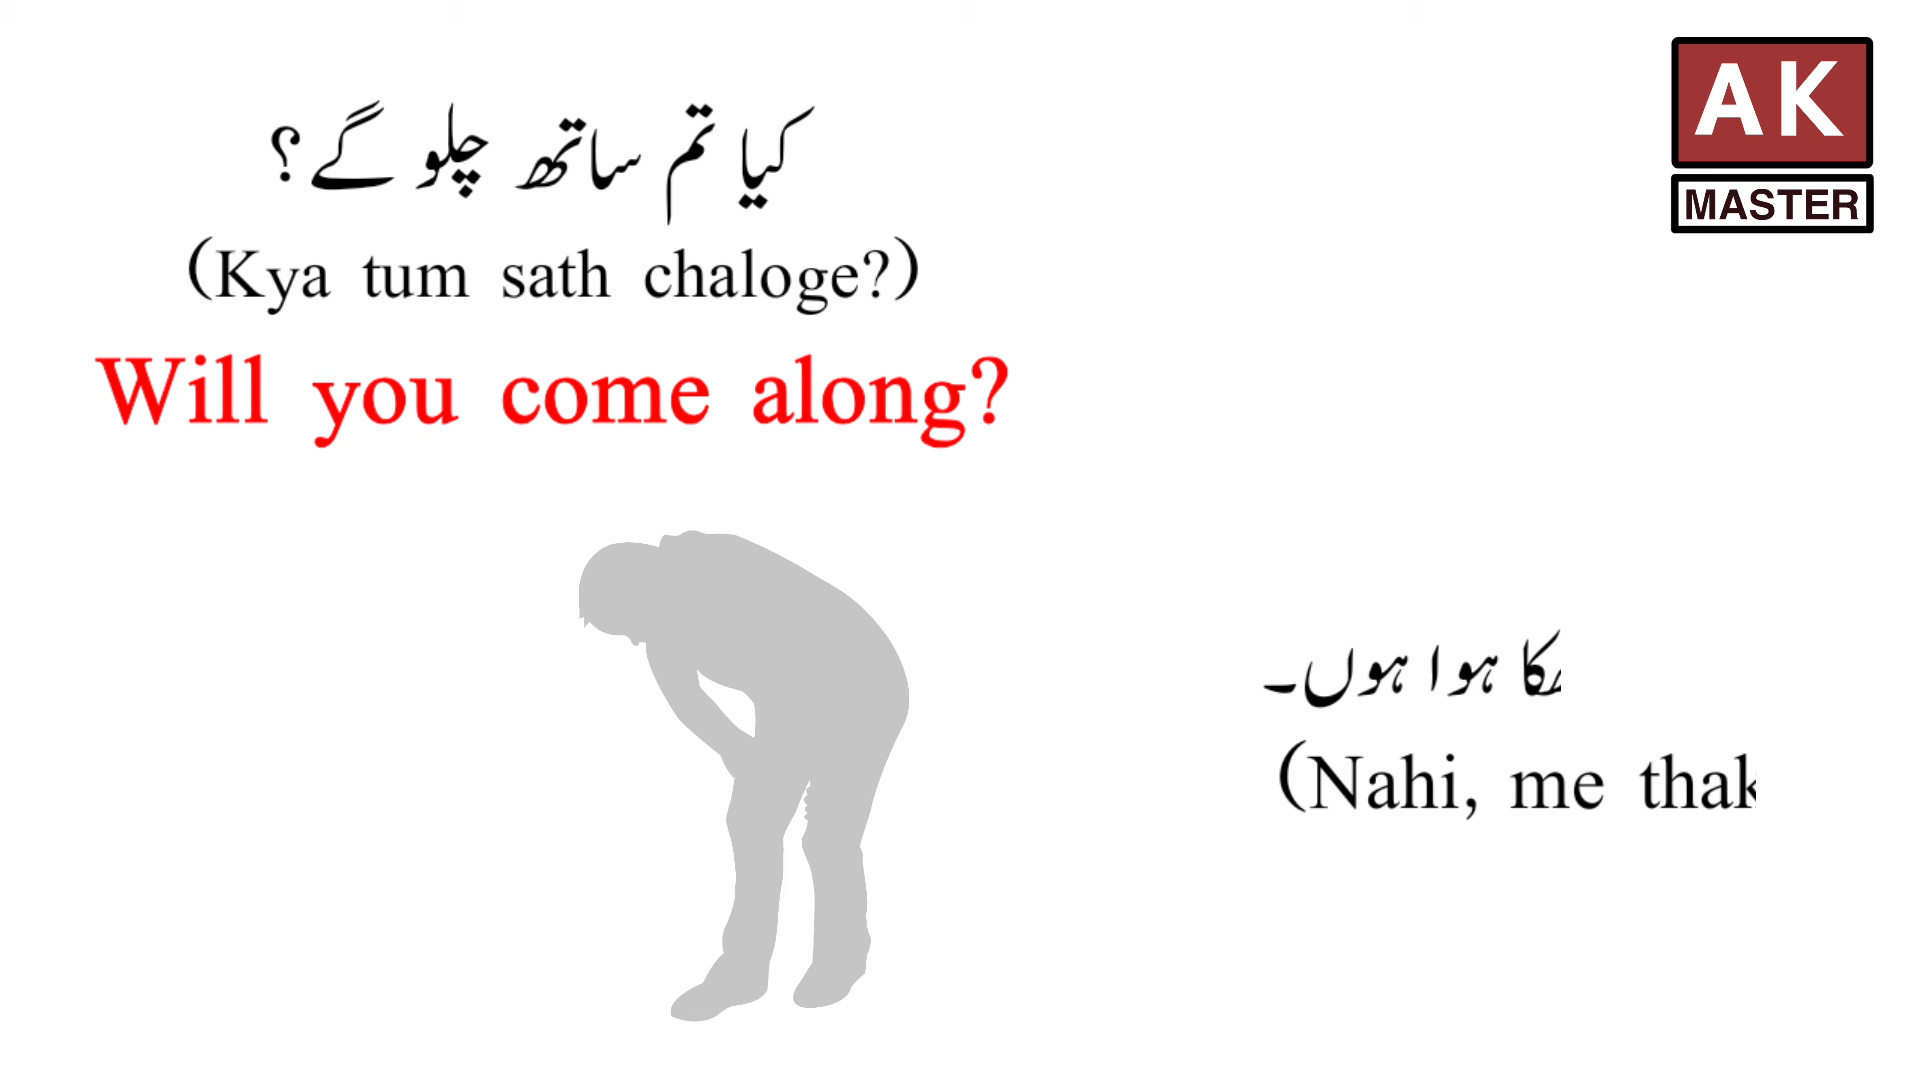 کیا تم ساتھ چلو گے؟
(Kya tum sath chaloge?)
Will you come along?
AK
MASTER
ہوا ہوں۔
(Nahi, me thak